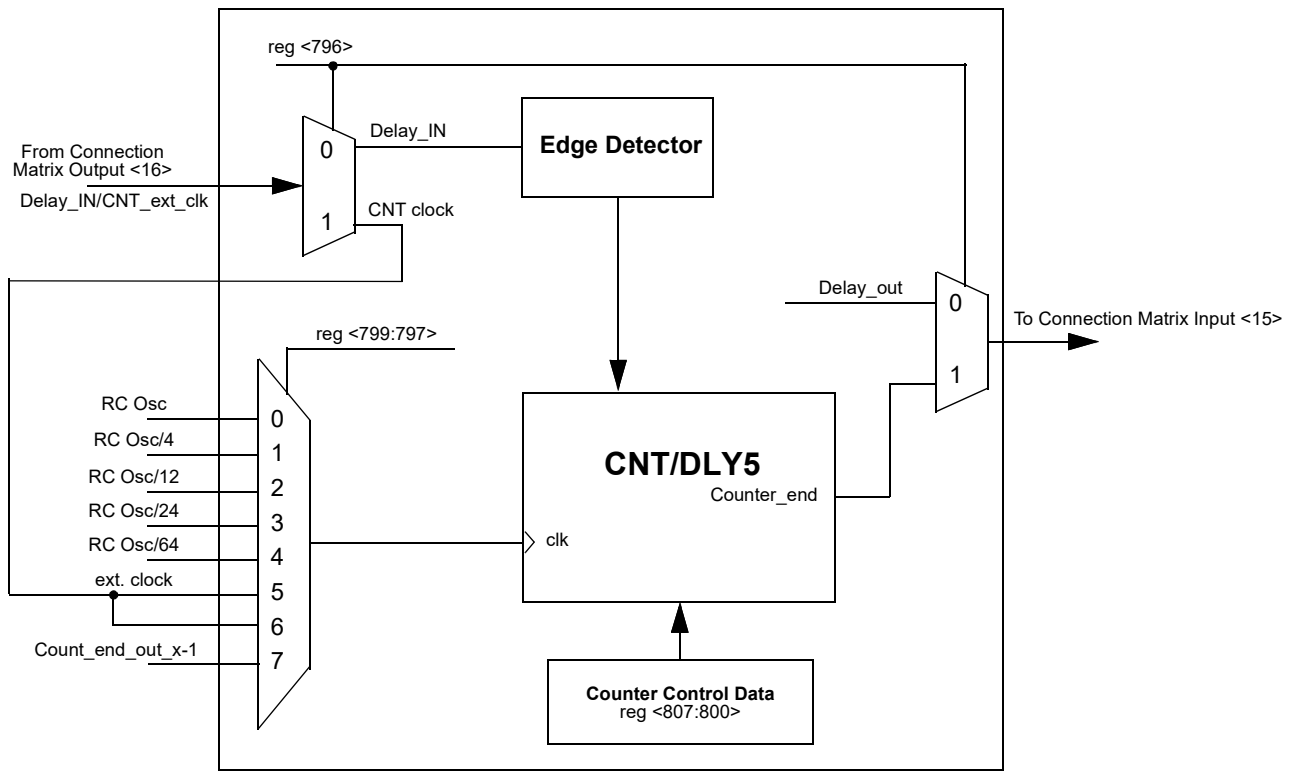 reg <796>
Delay_IN
Edge Detector
0
From Connection
Matrix Output <16>
Delay_IN/CNT_ext_clk
CNT clock
1
Delay_out
0
To Connection Matrix Input <15>
reg <799:797>
1
RC Osc
0
RC Osc/4
1
RC Osc/12
2
RC Osc/24
3
RC Osc/64
4
ext. clock
5
6
Count_end_out_x-1
7
CNT/DLY5
Counter_end
clk
Counter Control Data
reg <807:800>